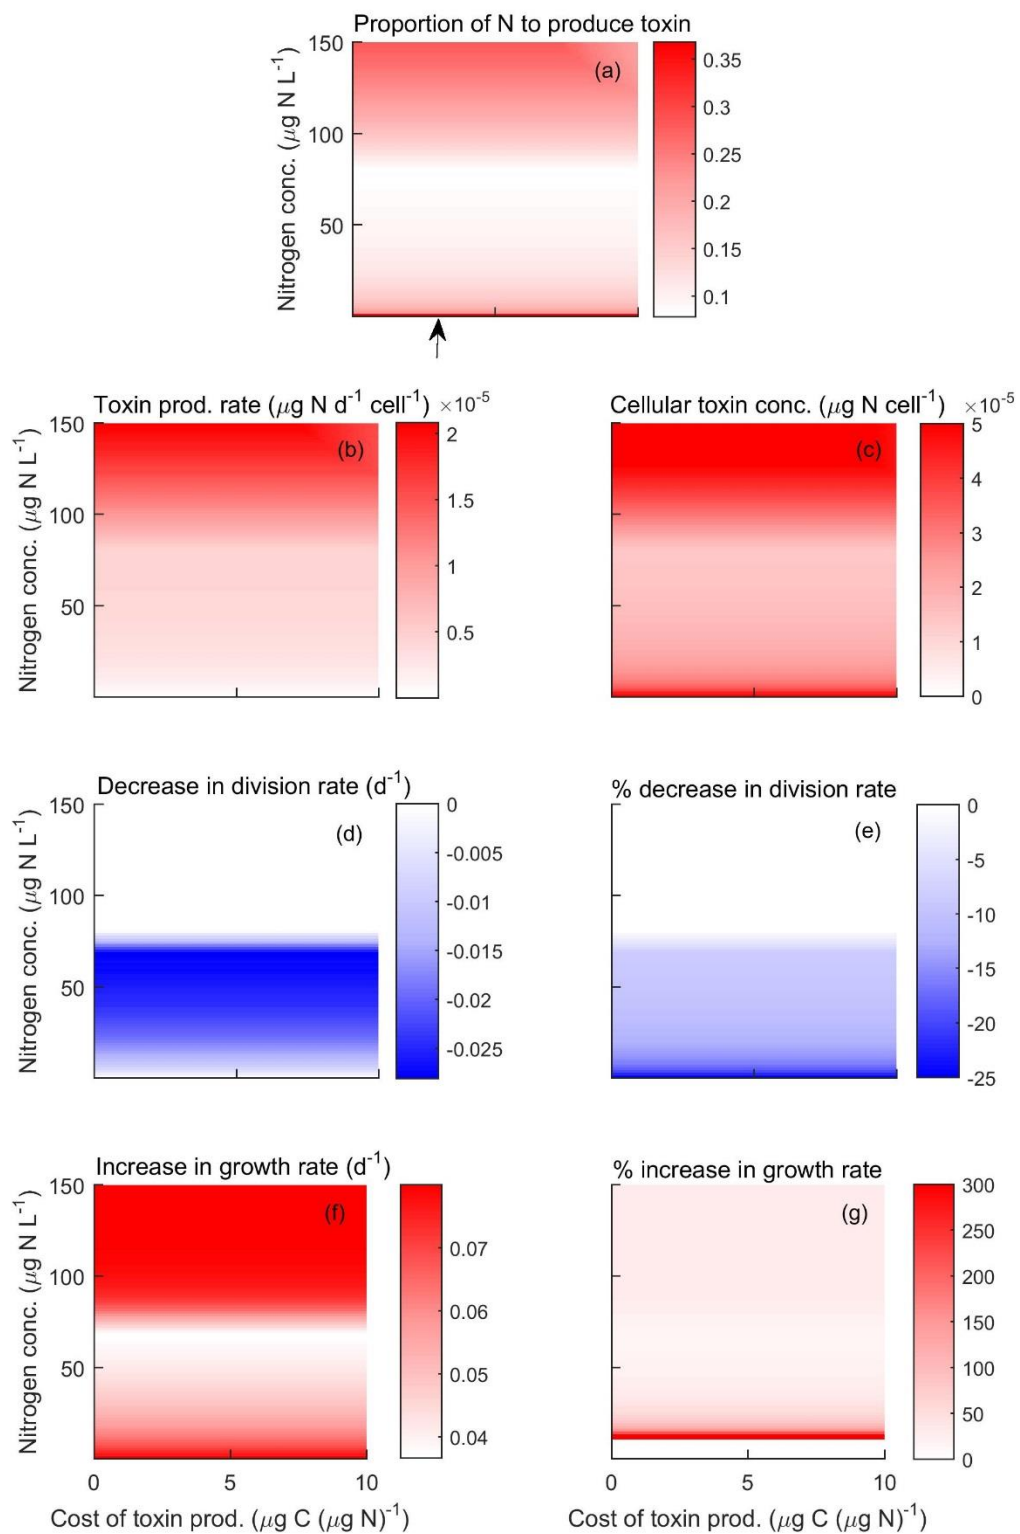 Proportion of N to produce toxin
Nitrogen conc. (μg N L⁻¹)
150
100
50
(a)
0.35
0.3
0.25
0.2
0.15
0.1
Toxin prod. rate (μg N d⁻¹ cell⁻¹) ×10⁻⁵
Nitrogen conc. (μg N L⁻¹)
150
100
50
(b)
2
1.5
1
0.5
Cellular toxin conc. (μg N cell⁻¹) ×10⁻⁵
(c)
5
4
3
2
1
0
Decrease in division rate (d⁻¹)
Nitrogen conc. (μg N L⁻¹)
150
100
50
(d)
0
-0.005
-0.01
-0.015
-0.02
-0.025
% decrease in division rate
(e)
0
-5
-10
-15
-20
-25
Increase in growth rate (d⁻¹)
Nitrogen conc. (μg N L⁻¹)
150
100
50
(f)
0.07
0.06
0.05
0.04
0 5 10
Cost of toxin prod. (μg C (μg N)⁻¹)
% increase in growth rate
(g)
300
250
200
150
100
50
0
0 5 10
Cost of toxin prod. (μg C (μg N)⁻¹)